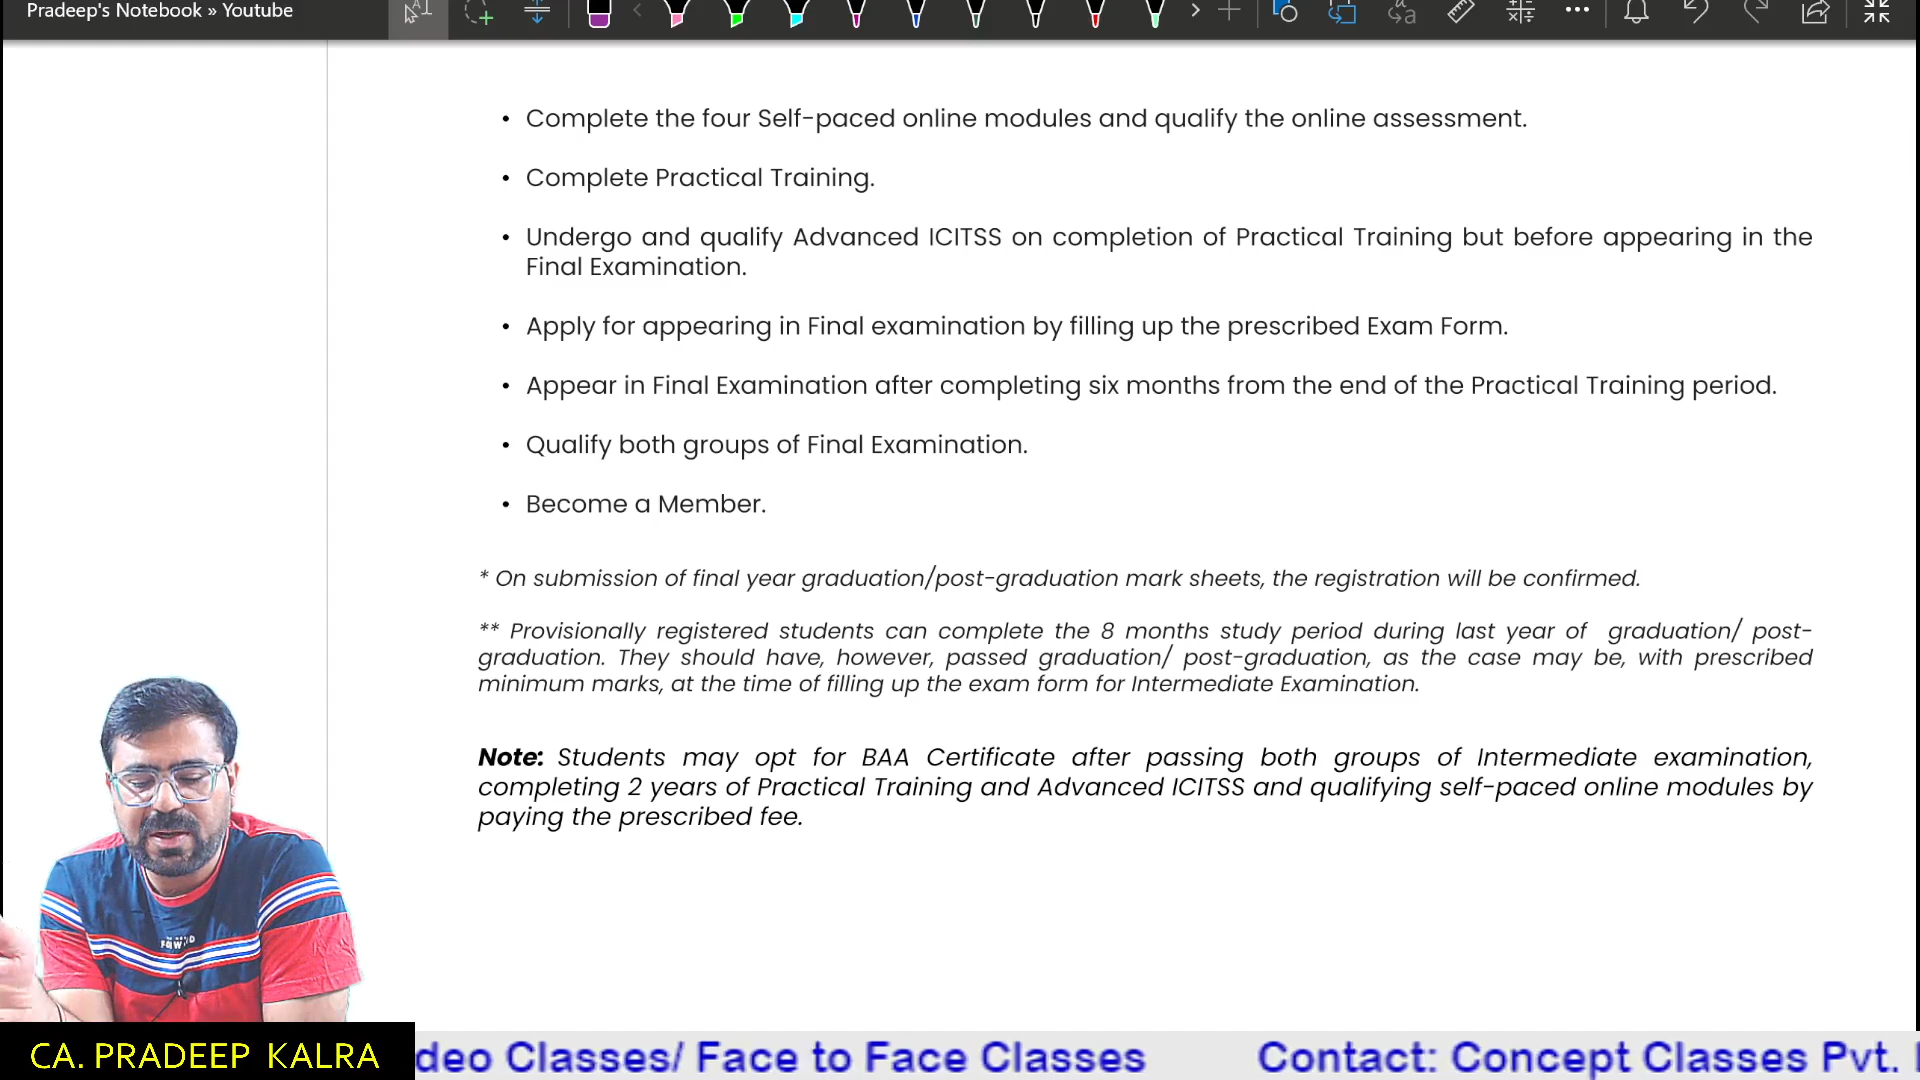 Pradeep's Notebook » Youtube
• Complete the four Self-paced online modules and qualify the online assessment.
• Complete Practical Training.
• Undergo and qualify Advanced ICITSS on completion of Practical Training but before appearing in the
Final Examination.
• Apply for appearing in Final examination by filling up the prescribed Exam Form.
• Appear in Final Examination after completing six months from the end of the Practical Training period.
• Qualify both groups of Final Examination.
• Become a Member.
* On submission of final year graduation/post-graduation mark sheets, the registration will be confirmed.
** Provisionally registered students can complete the 8 months study period during last year of graduation/ post-
graduation. They should have, however, passed graduation/ post-graduation, as the case may be, with prescribed
minimum marks, at the time of filling up the exam form for Intermediate Examination.
Note: Students may opt for BAA Certificate after passing both groups of Intermediate examination,
completing 2 years of Practical Training and Advanced ICITSS and qualifying self-paced online modules by
paying the prescribed fee.
CA. PRADEEP KALRA
deo Classes/ Face to Face Classes Contact: Concept Classes Pvt.